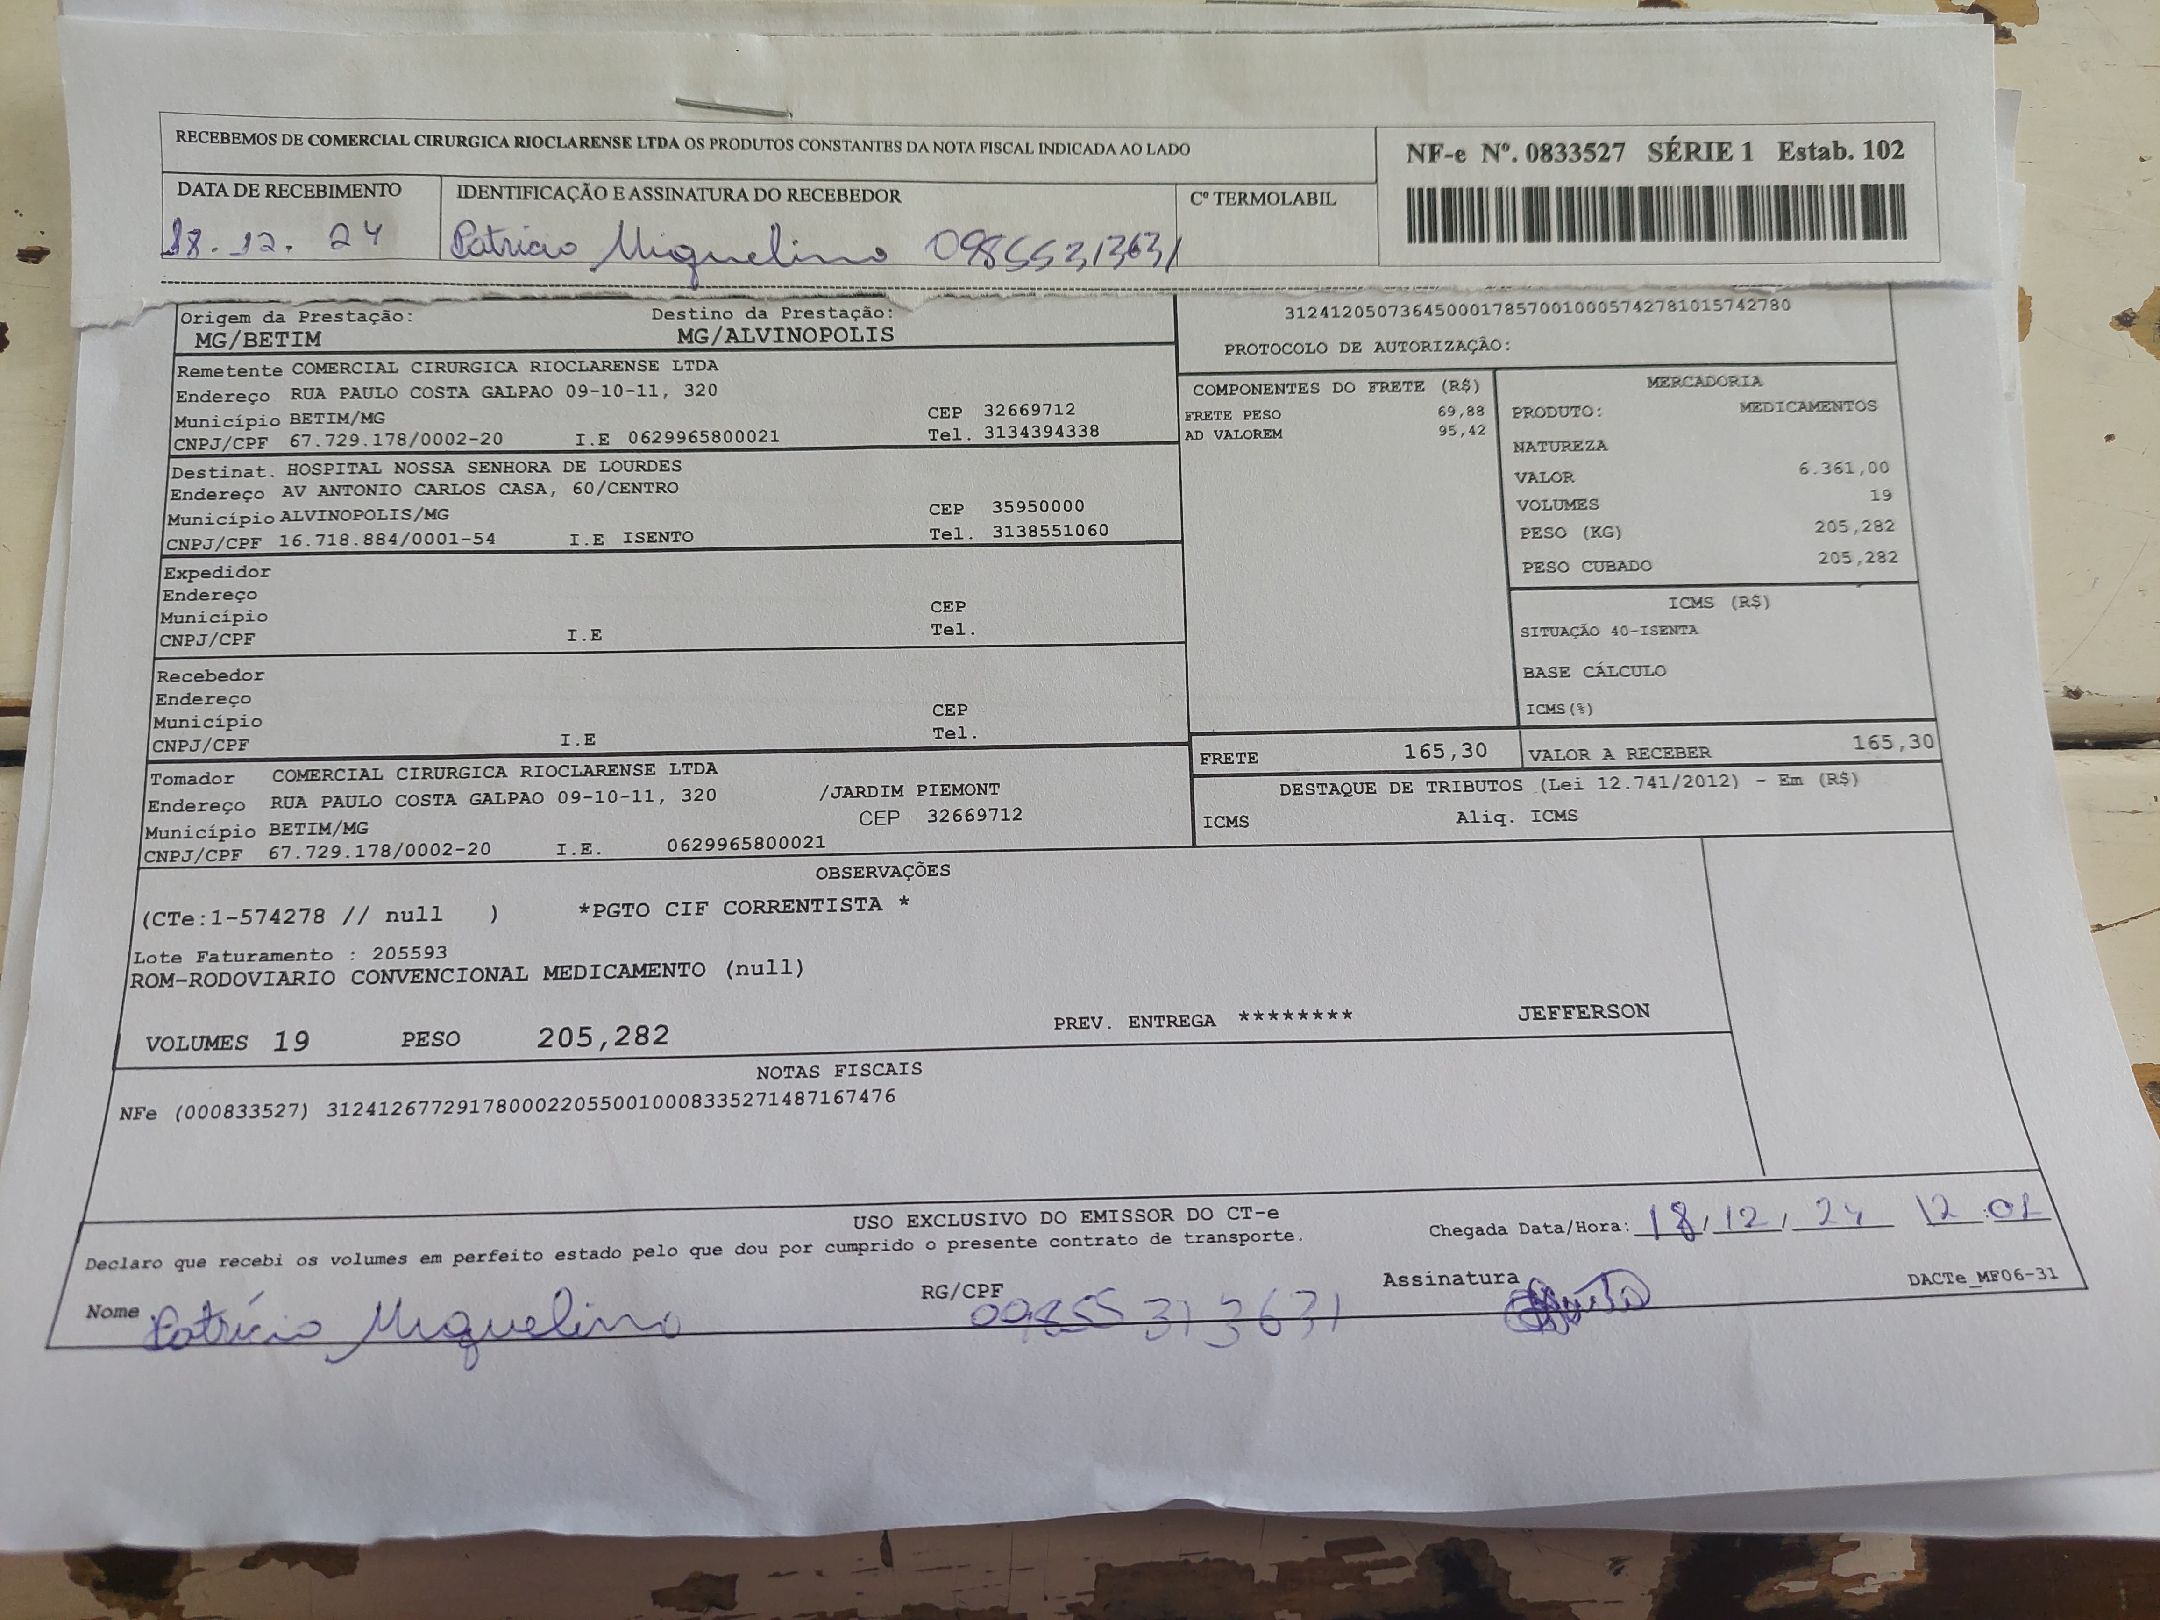 RECEBEMOS DE COMERCIAL CIRURGICA RIOCLARENSE LTDA OS PRODUTOS CONSTANTES DA NOTA FISCAL INDICADA AO LADO
NF-e Nº. 0833527 SÉRIE 1 Estab. 102
DATA DE RECEBIMENTO
IDENTIFICAÇÃO E ASSINATURA DO RECEBEDOR
Cº TERMOLABIL
18.12.24
Patricio Miquelino 09855313631
Origem da Prestação:
Destino da Prestação:
MG/BETIM
MG/ALVINOPOLIS
31241205073645000178570010005742781015742780
PROTOCOLO DE AUTORIZAÇÃO:
Remetente COMERCIAL CIRURGICA RIOCLARENSE LTDA
Endereço RUA PAULO COSTA GALPAO 09-10-11, 320
Município BETIM/MG CEP 32669712
CNPJ/CPF 67.729.178/0002-20 I.E 0629965800021 Tel. 3134394338
Destinat. HOSPITAL NOSSA SENHORA DE LOURDES
Endereço AV ANTONIO CARLOS CASA, 60/CENTRO
Município ALVINOPOLIS/MG CEP 35950000
CNPJ/CPF 16.718.884/0001-54 I.E ISENTO Tel. 3138551060
Expedidor
Endereço
Município CEP
CNPJ/CPF I.E Tel.
Recebedor
Endereço
Município CEP
CNPJ/CPF I.E Tel.
Tomador COMERCIAL CIRURGICA RIOCLARENSE LTDA
Endereço RUA PAULO COSTA GALPAO 09-10-11, 320 /JARDIM PIEMONT
Município BETIM/MG CEP 32669712
CNPJ/CPF 67.729.178/0002-20 I.E. 0629965800021
COMPONENTES DO FRETE (R$)
FRETE PESO 69,88
AD VALOREM 95,42
MERCADORIA
PRODUTO: MEDICAMENTOS
NATUREZA
VALOR 6.361,00
VOLUMES 19
PESO (KG) 205,282
PESO CUBADO 205,282
ICMS (R$)
SITUAÇÃO 40-ISENTA
BASE CÁLCULO
ICMS(%)
FRETE 165,30
VALOR A RECEBER 165,30
DESTAQUE DE TRIBUTOS (Lei 12.741/2012) - Em (R$)
ICMS Aliq. ICMS
OBSERVAÇÕES
(CTe:1-574278 // null ) *PGTO CIF CORRENTISTA *
Lote Faturamento : 205593
ROM-RODOVIARIO CONVENCIONAL MEDICAMENTO (null)
VOLUMES 19 PESO 205,282 PREV. ENTREGA ******** JEFFERSON
NOTAS FISCAIS
NFe (000833527) 31241267729178000220550010008335271487167476
USO EXCLUSIVO DO EMISSOR DO CT-e
Declaro que recebi os volumes em perfeito estado pelo que dou por cumprido o presente contrato de transporte.
Chegada Data/Hora: 18/12/24 12:01
Nome Patrício Miquelino RG/CPF 09855313631 Assinatura
DACTe_MF06-31